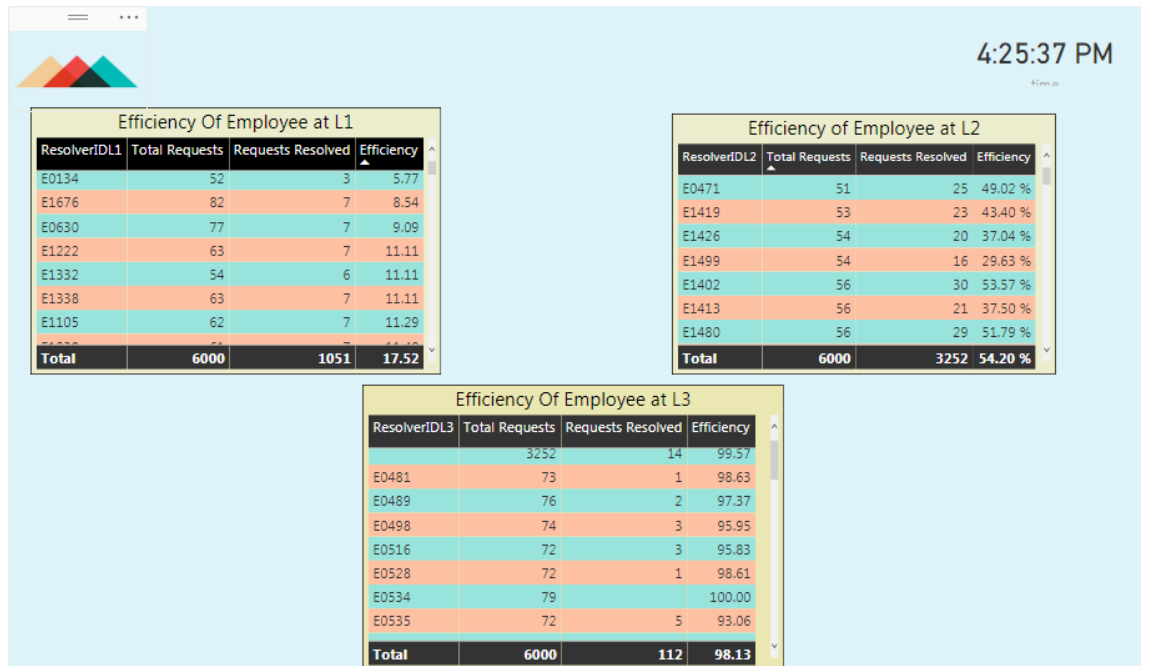 4:25:37 PM
time
Efficiency Of Employee at L1
ResolverIDL1 Total Requests Requests Resolved Efficiency
E0134 52 3 5.77
E1676 82 7 8.54
E0630 77 7 9.09
E1222 63 7 11.11
E1332 54 6 11.11
E1338 63 7 11.11
E1105 62 7 11.29
Total 6000 1051 17.52
Efficiency of Employee at L2
ResolverIDL2 Total Requests Requests Resolved Efficiency
E0471 51 25 49.02 %
E1419 53 23 43.40 %
E1426 54 20 37.04 %
E1499 54 16 29.63 %
E1402 56 30 53.57 %
E1413 56 21 37.50 %
E1480 56 29 51.79 %
Total 6000 3252 54.20 %
Efficiency Of Employee at L3
ResolverIDL3 Total Requests Requests Resolved Efficiency
3252 14 99.57
E0481 73 1 98.63
E0489 76 2 97.37
E0498 74 3 95.95
E0516 72 3 95.83
E0528 72 1 98.61
E0534 79 100.00
E0535 72 5 93.06
Total 6000 112 98.13